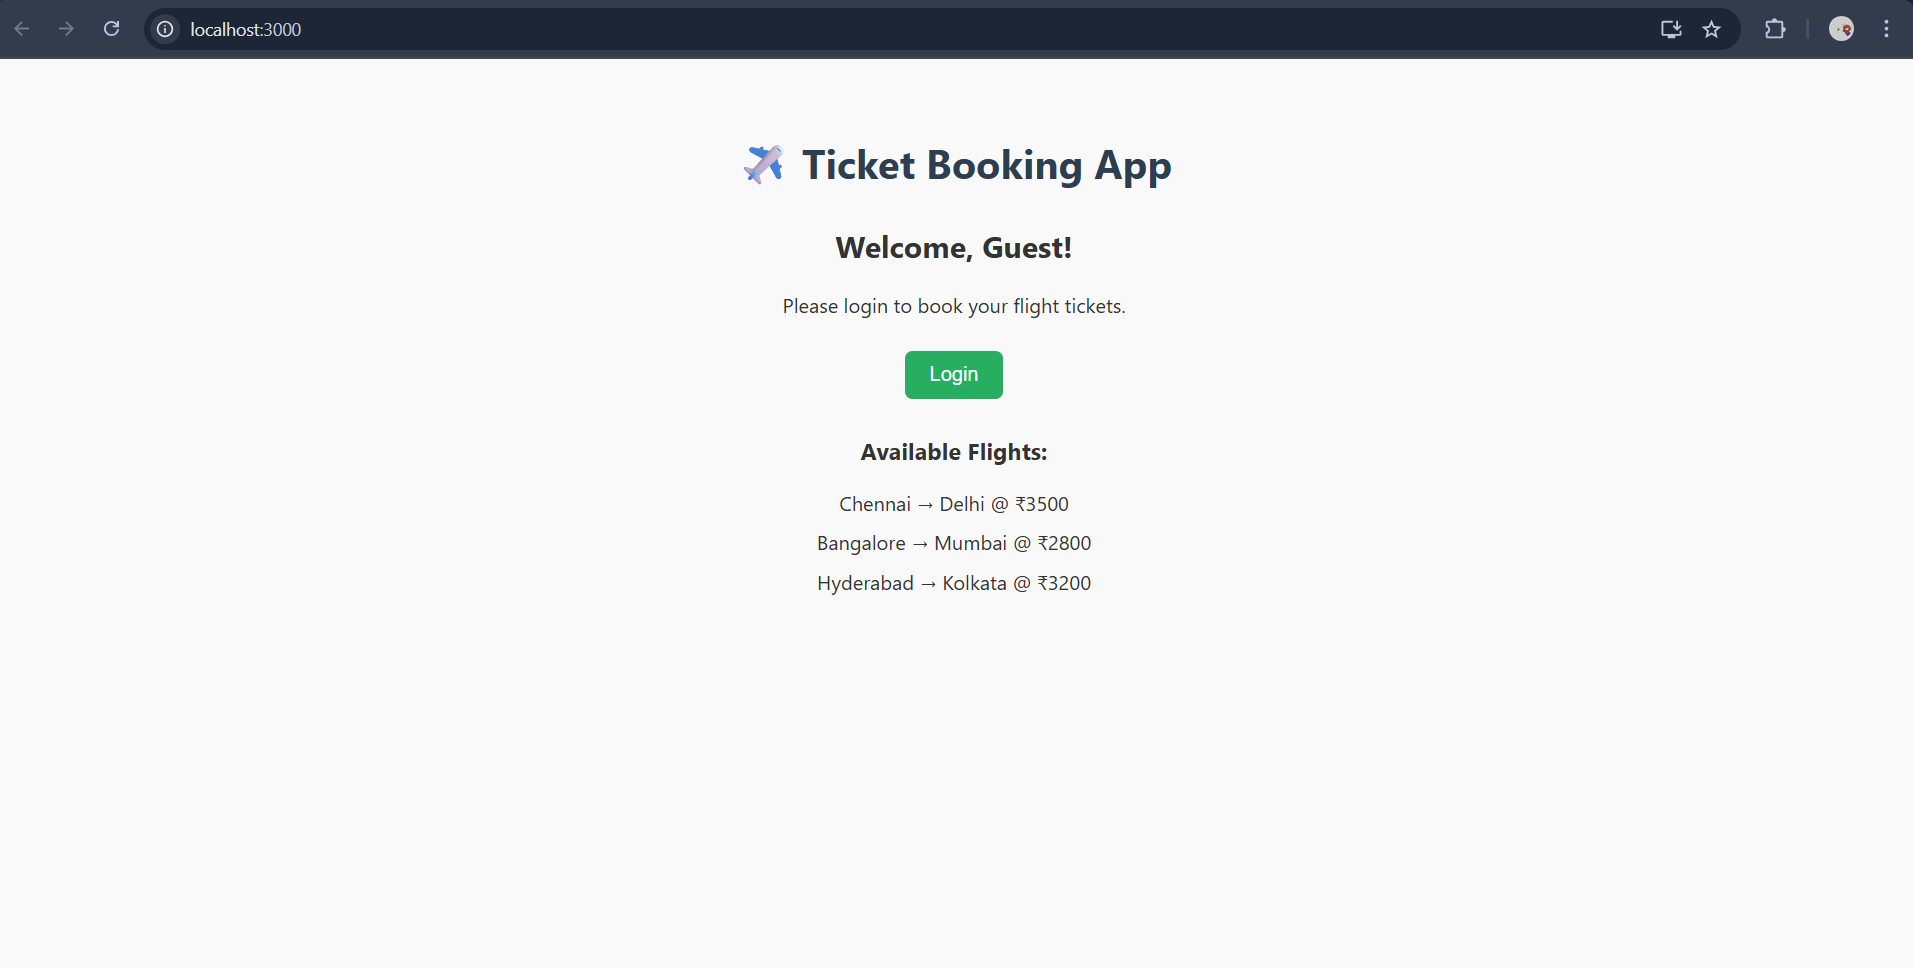 localhost:3000
✈️ Ticket Booking App
Welcome, Guest!
Please login to book your flight tickets.
Login
Available Flights:
Chennai → Delhi @ ₹3500
Bangalore → Mumbai @ ₹2800
Hyderabad → Kolkata @ ₹3200